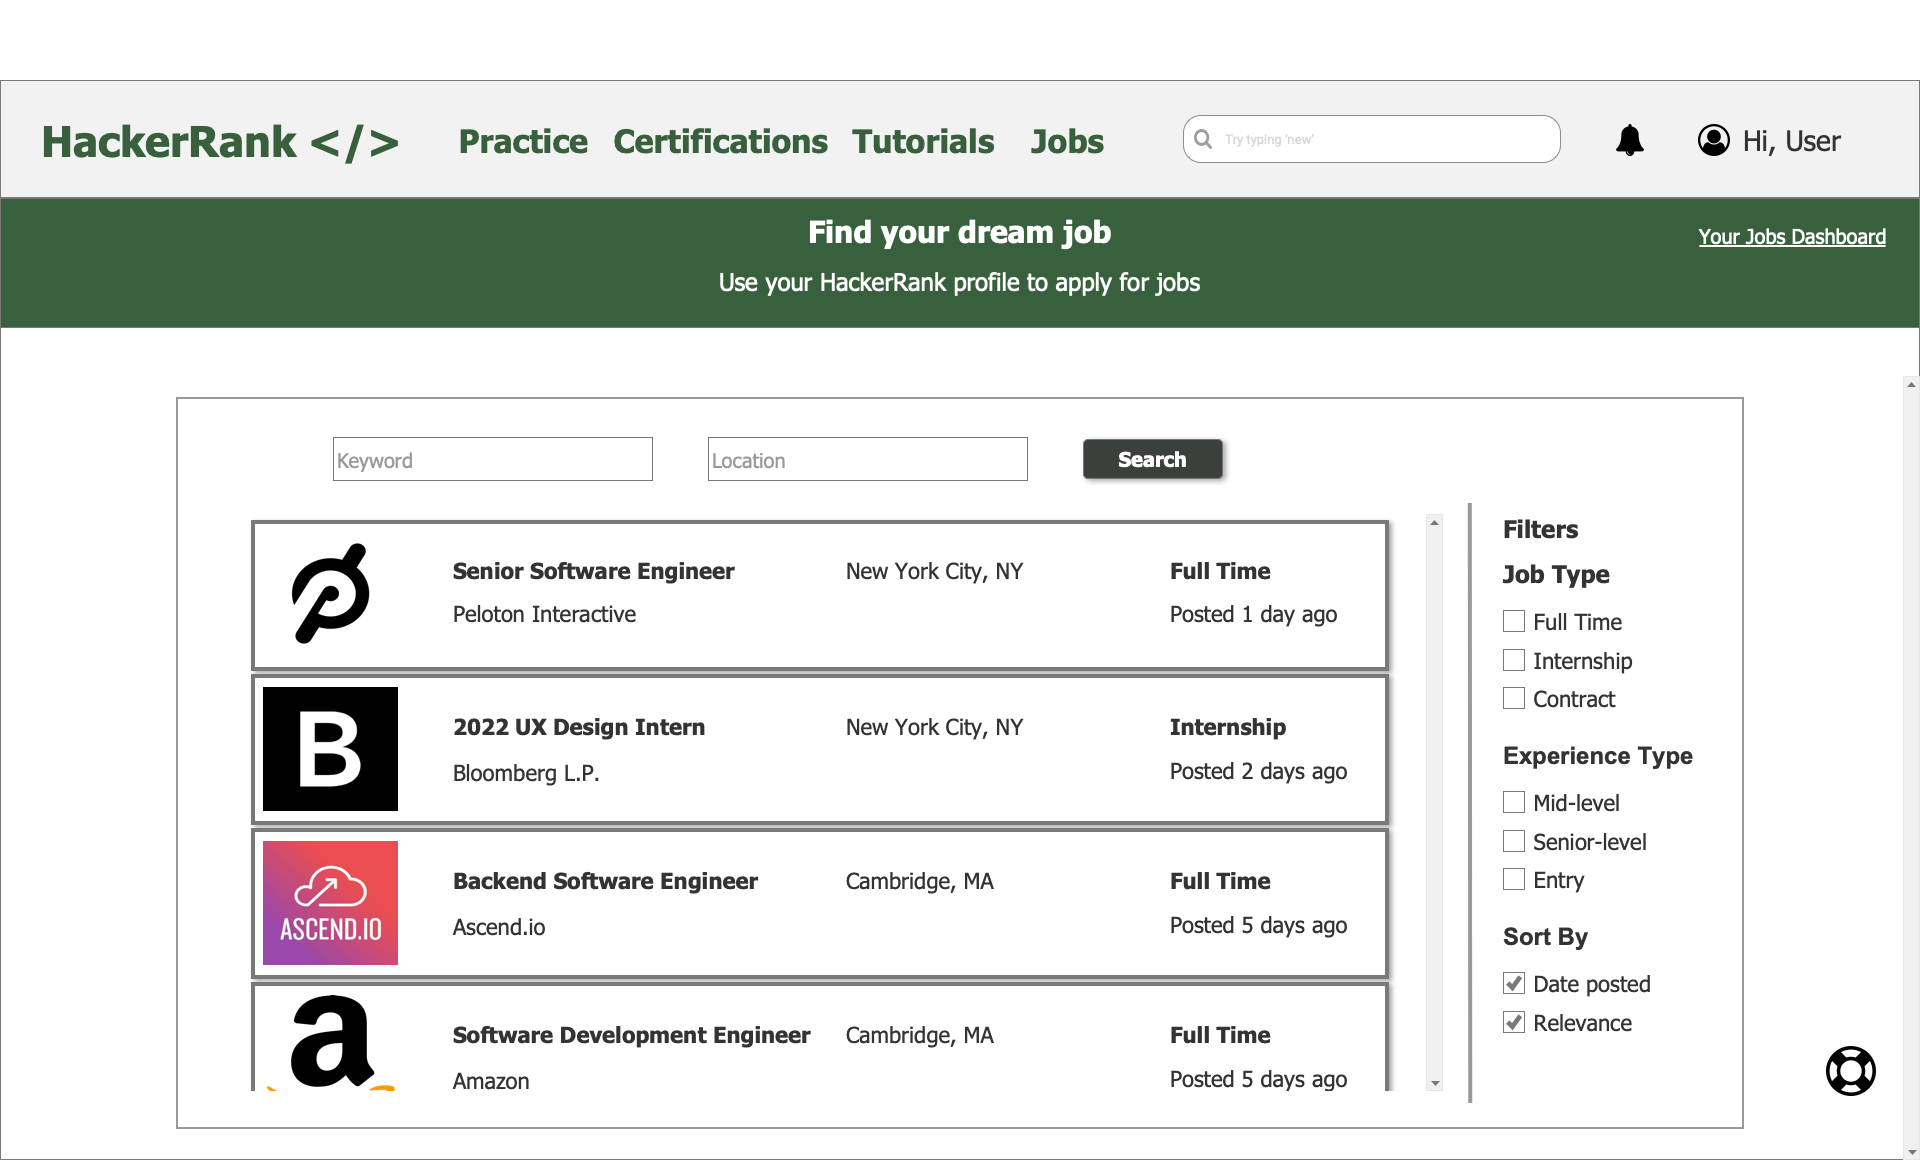 HackerRank </> Practice Certifications Tutorials Jobs Try typing 'new' Hi, User
Find your dream job
Your Jobs Dashboard
Use your HackerRank profile to apply for jobs
Keyword Location Search
Senior Software Engineer New York City, NY Full Time
Peloton Interactive Posted 1 day ago
B
2022 UX Design Intern New York City, NY Internship
Bloomberg L.P. Posted 2 days ago
ASCEND.IO
Backend Software Engineer Cambridge, MA Full Time
Ascend.io Posted 5 days ago
a
Software Development Engineer Cambridge, MA Full Time
Amazon Posted 5 days ago
Filters
Job Type
Full Time
Internship
Contract
Experience Type
Mid-level
Senior-level
Entry
Sort By
Date posted
Relevance